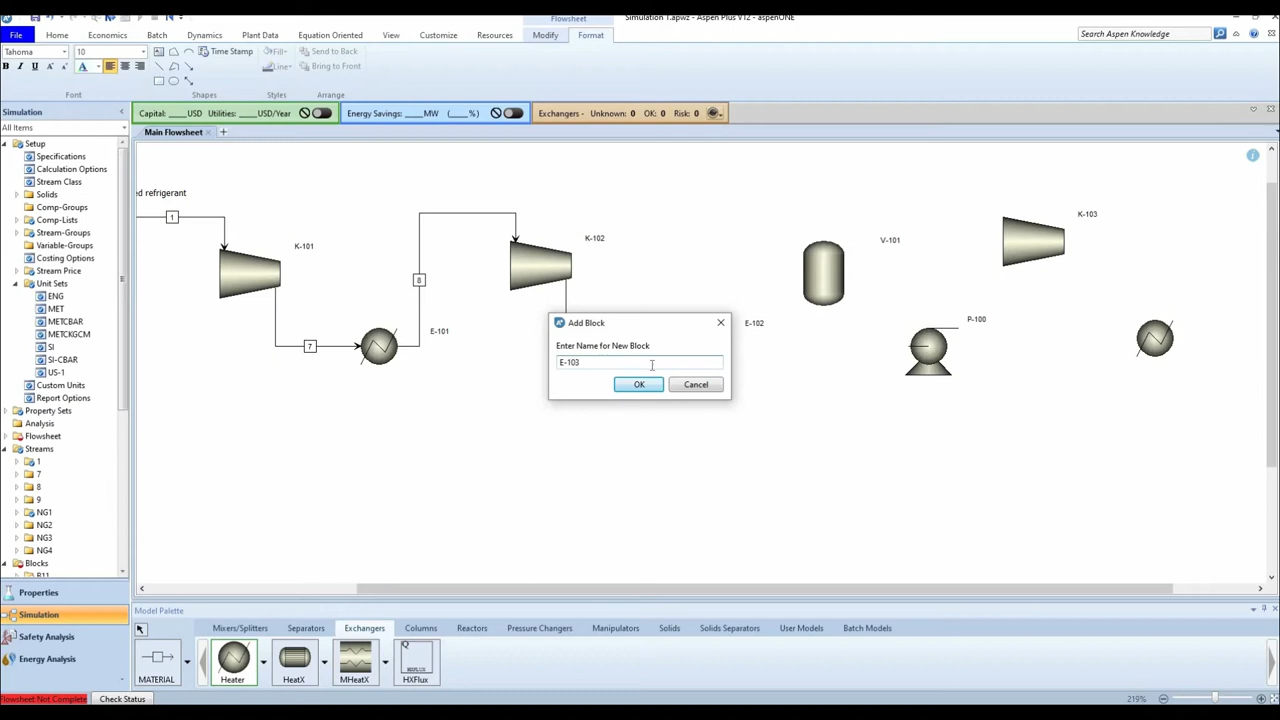 Flowsheet
Simulation 1.apwz - Aspen Plus V12 - aspenONE
File Home Economics Batch Dynamics Plant Data Equation Oriented View Customize Resources Modify Format
Search Aspen Knowledge
Tahoma 10 Time Stamp Fill Send to Back
B I U A A A Line Bring to Front
Font Shapes Styles Arrange
Simulation
Capital: ____USD Utilities: ____USD/Year Energy Savings: ____MW (____%) Exchangers - Unknown: 0 OK: 0 Risk: 0
All Items
Main Flowsheet +
Setup
Specifications
Calculation Options
Stream Class
Solids
Comp-Groups
Comp-Lists
Stream-Groups
Variable-Groups
Costing Options
Stream Price
Unit Sets
ENG
MET
METCBAR
METCKGCM
SI
SI-CBAR
US-1
Custom Units
Report Options
Property Sets
Analysis
Flowsheet
Streams
1
7
8
9
NG1
NG2
NG3
NG4
Blocks
B11
Properties
Simulation
Safety Analysis
Energy Analysis
ed refrigerant
1
K-101
7
E-101
8
K-102
E-102
V-101
P-100
K-103
Add Block
Enter Name for New Block
E-103
OK Cancel
Model Palette
Mixers/Splitters Separators Exchangers Columns Reactors Pressure Changers Manipulators Solids Solids Separators User Models Batch Models
Q
HXFLUX
MATERIAL Heater HeatX MHeatX HXFlux
Flowsheet Not Complete Check Status
219%